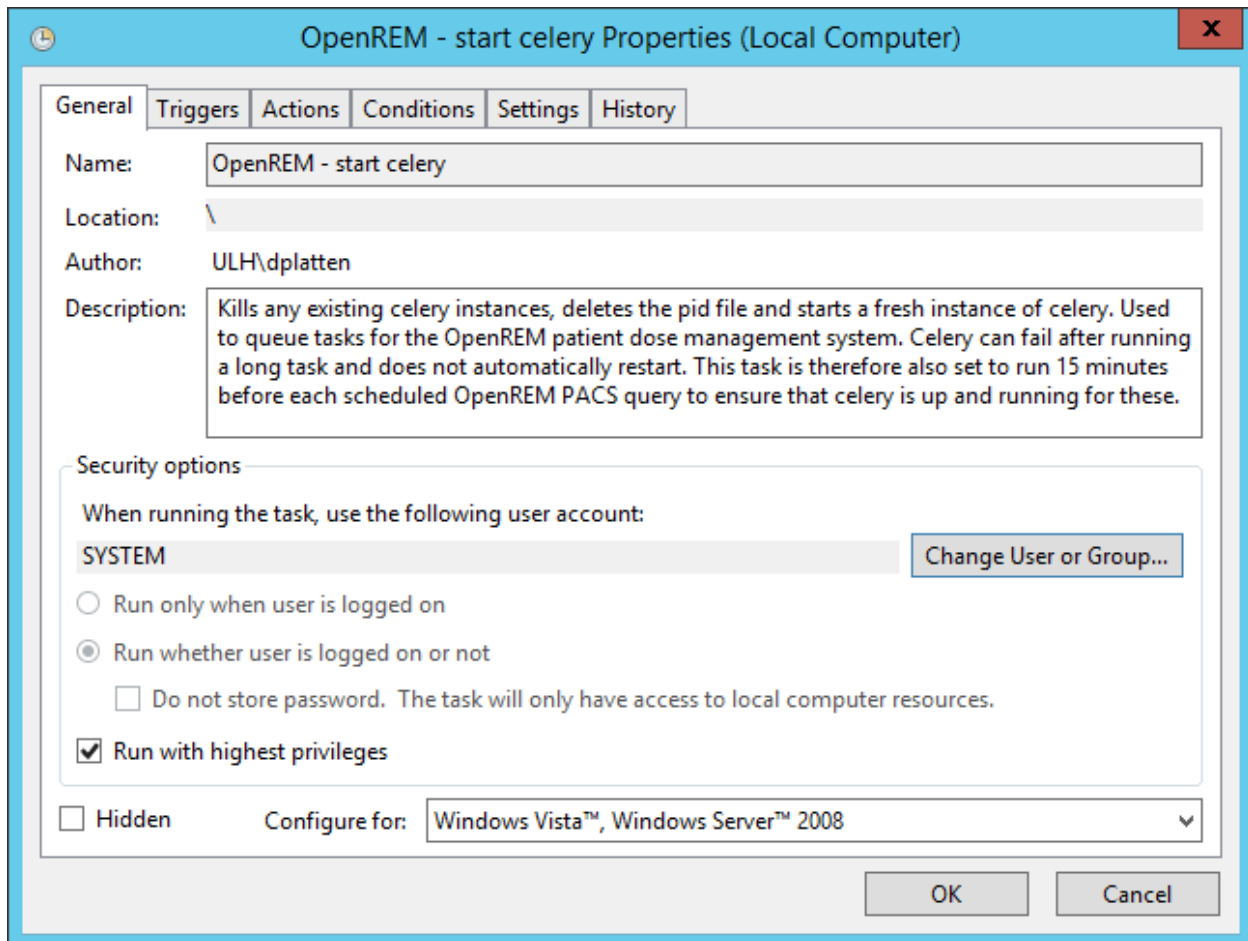 OpenREM - start celery Properties (Local Computer)
x
General Triggers Actions Conditions Settings History
Name: OpenREM - start celery
Location: \
Author: ULH\dplatten
Description: Kills any existing celery instances, deletes the pid file and starts a fresh instance of celery. Used
to queue tasks for the OpenREM patient dose management system. Celery can fail after running
a long task and does not automatically restart. This task is therefore also set to run 15 minutes
before each scheduled OpenREM PACS query to ensure that celery is up and running for these.
Security options
When running the task, use the following user account:
SYSTEM Change User or Group...
Run only when user is logged on
Run whether user is logged on or not
Do not store password. The task will only have access to local computer resources.
Run with highest privileges
Hidden Configure for: Windows Vista™, Windows Server™ 2008
OK Cancel